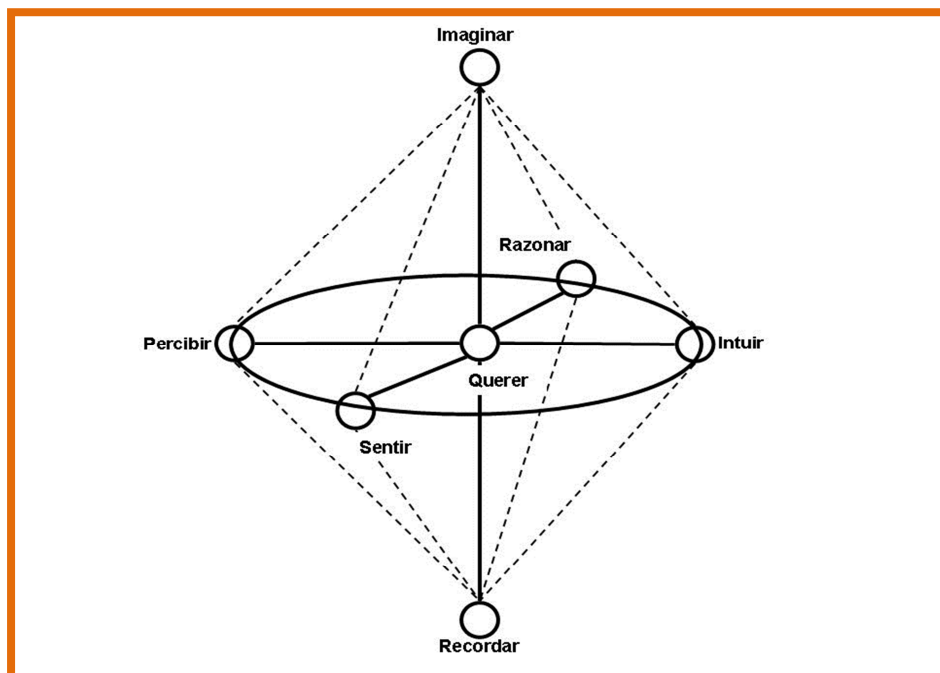 Imaginar
Razonar
Percibir
Intuir
Querer
Sentir
Recordar